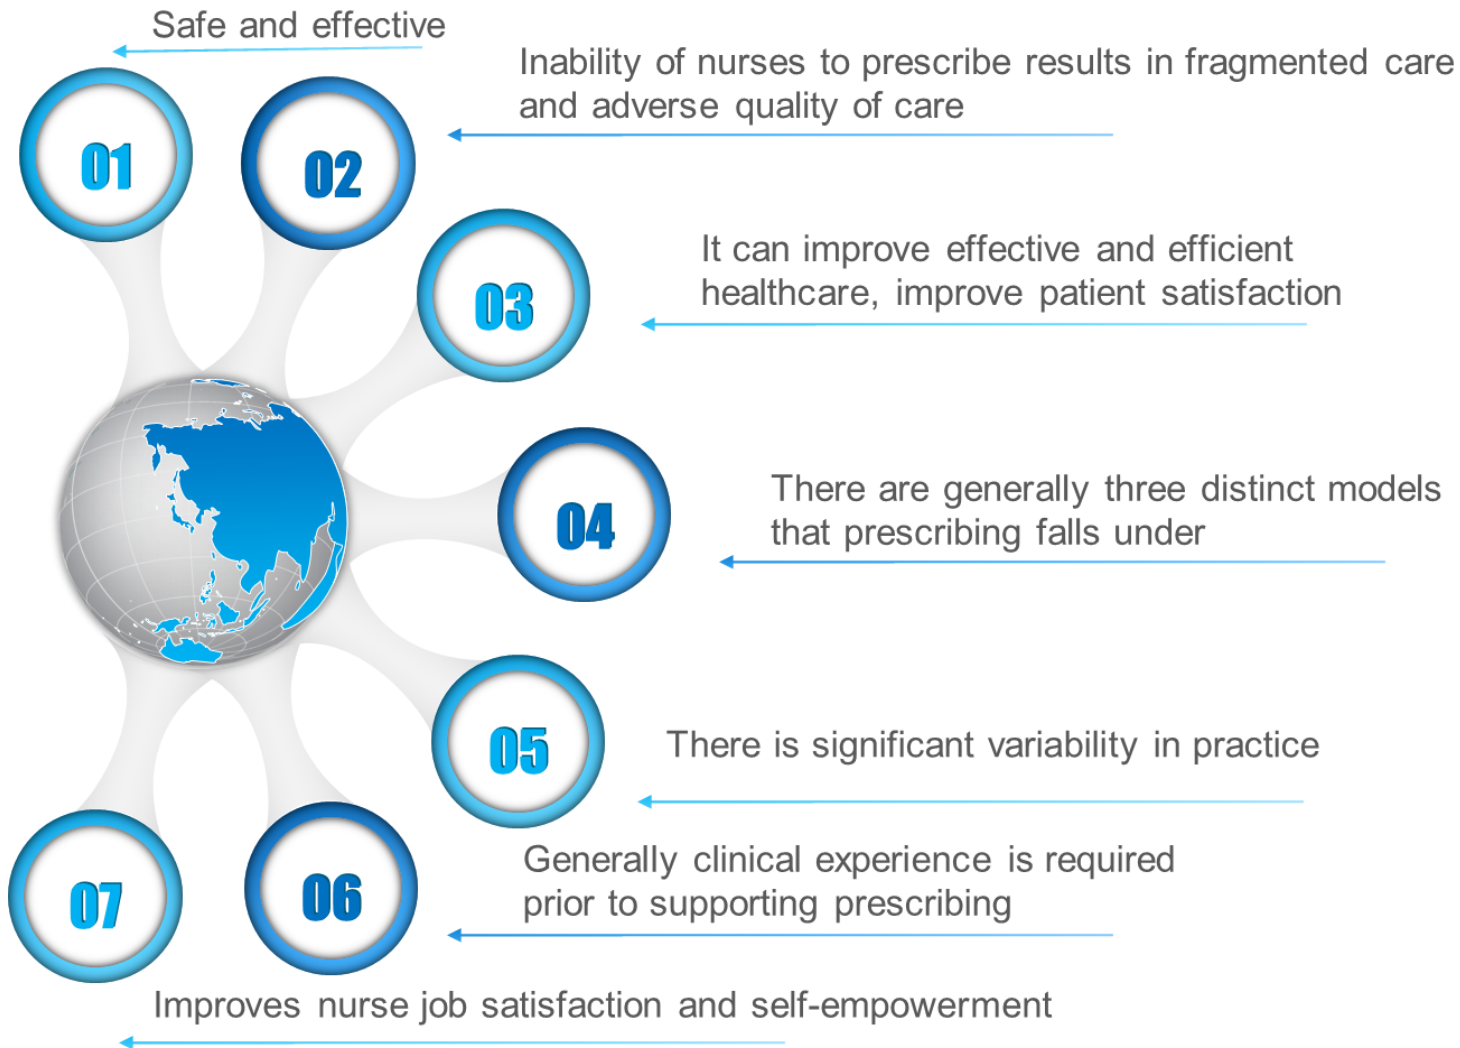 Safe and effective
01
Inability of nurses to prescribe results in fragmented care
and adverse quality of care
02
It can improve effective and efficient
healthcare, improve patient satisfaction
03
There are generally three distinct models
that prescribing falls under
04
There is significant variability in practice
05
Generally clinical experience is required
prior to supporting prescribing
06
Improves nurse job satisfaction and self-empowerment
07